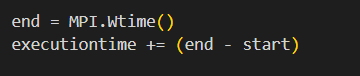 end = MPI.Wtime()
executiontime += (end - start)